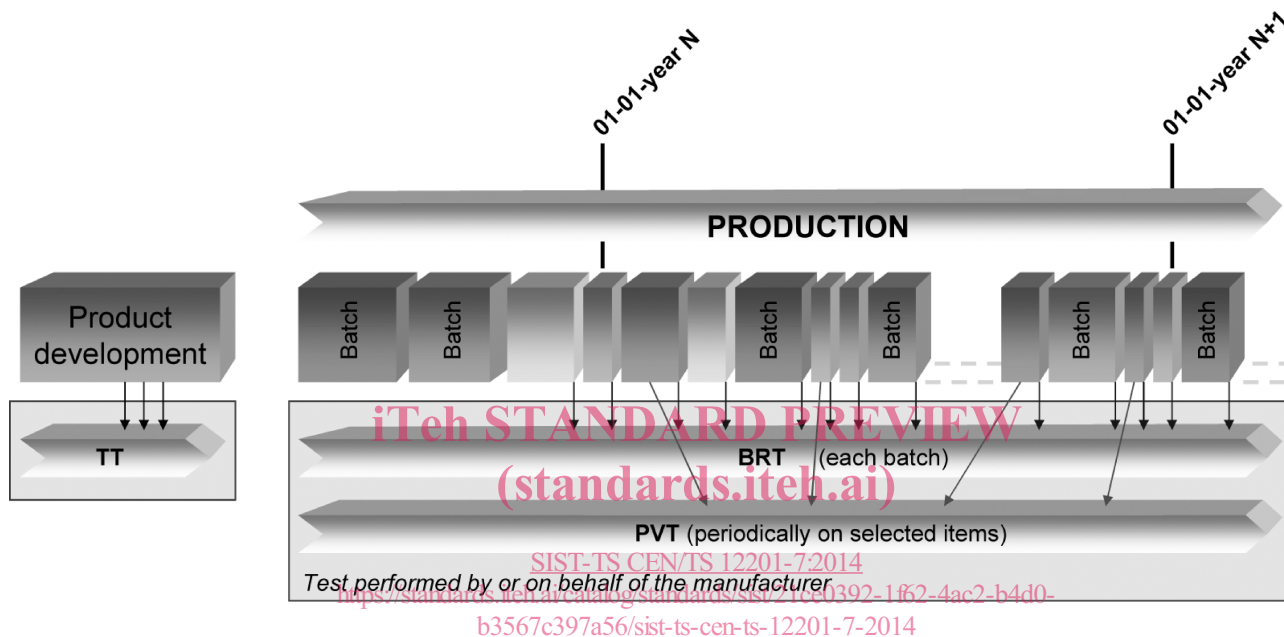 01-01-year N
01-01-year N+1
PRODUCTION
Product
development
Batch
Batch
Batch
Batch
Batch
Batch
iTeh STANDARD PREVIEW
TT
BRT (each batch)
(standards.iteh.ai)
PVT (periodically on selected items)
SIST-TS CEN/TS 12201-7:2014
Test performed by or on behalf of the manufacturer
https://standards.iteh.ai/catalog/standards/sist/21ce0392-1f62-4ac2-b4d0-
b3567c397a56/sist-ts-cen-ts-12201-7-2014